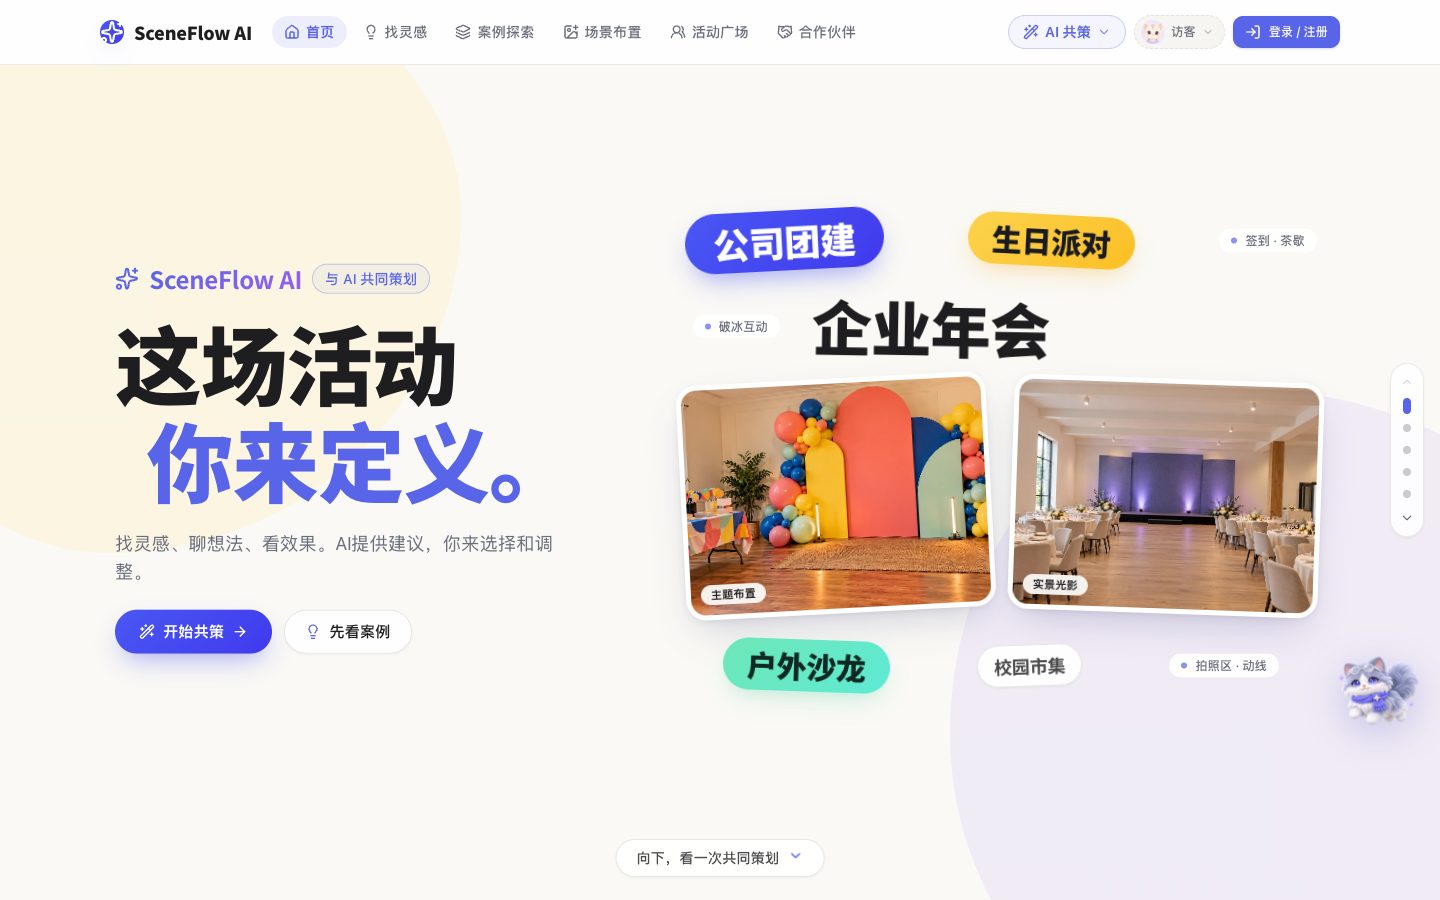 SceneFlow AI
首页
找灵感
案例探索
场景布置
活动广场
合作伙伴
AI 共策
访客
登录 / 注册
SceneFlow AI
与 AI 共同策划
这场活动
你来定义。
找灵感、聊想法、看效果。AI提供建议，你来选择和调
整。
开始共策
先看案例
公司团建
生日派对
签到 · 茶歇
破冰互动
企业年会
主题布置
实景光影
户外沙龙
校园市集
拍照区 · 动线
向下，看一次共同策划